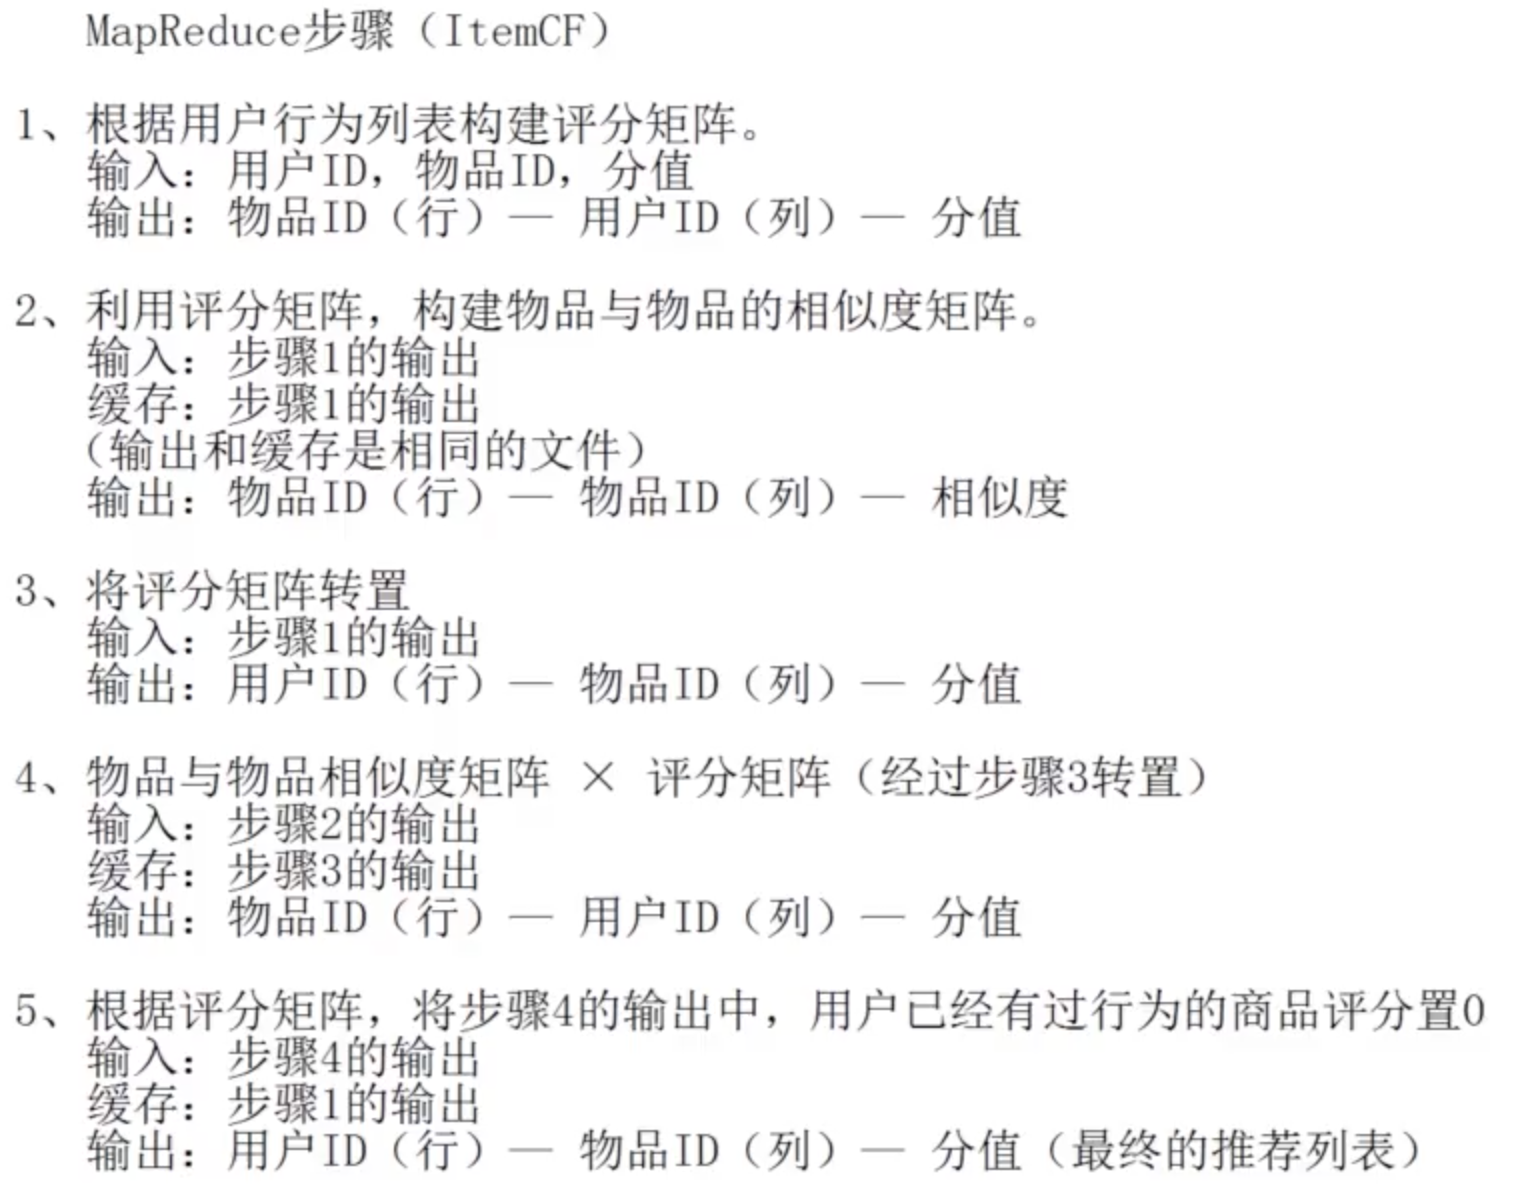 MapReduce步骤（ItemCF）
1、根据用户行为列表构建评分矩阵。
输入：用户ID，物品ID，分值
输出：物品ID（行）— 用户ID（列）— 分值
2、利用评分矩阵，构建物品与物品的相似度矩阵。
输入：步骤1的输出
缓存：步骤1的输出
（输出和缓存是相同的文件）
输出：物品ID（行）— 物品ID（列）— 相似度
3、将评分矩阵转置
输入：步骤1的输出
输出：用户ID（行）— 物品ID（列）— 分值
4、物品与物品相似度矩阵 × 评分矩阵（经过步骤3转置）
输入：步骤2的输出
缓存：步骤3的输出
输出：物品ID（行）— 用户ID（列）— 分值
5、根据评分矩阵，将步骤4的输出中，用户已经有过行为的商品评分置0
输入：步骤4的输出
缓存：步骤1的输出
输出：用户ID（行）— 物品ID（列）— 分值（最终的推荐列表）